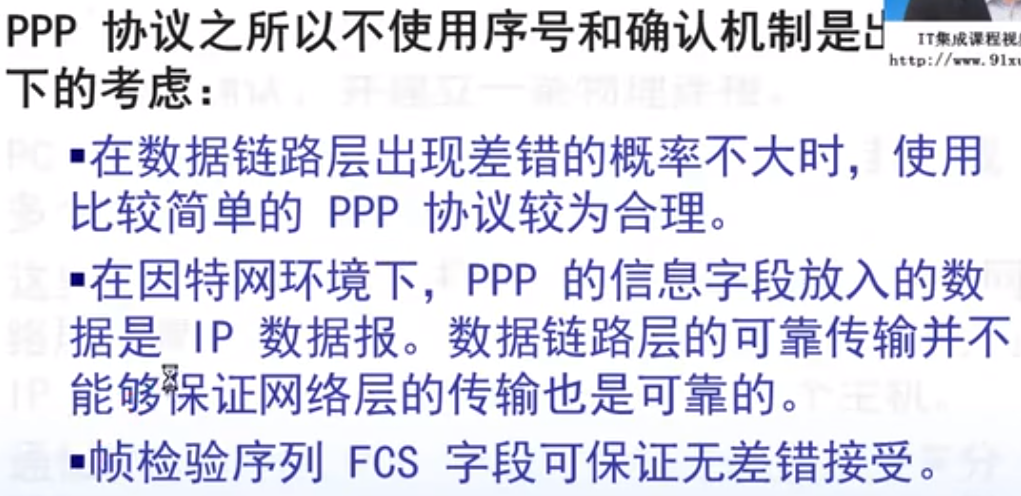 PPP 协议之所以不使用序号和确认机制是出
下的考虑：
▪在数据链路层出现差错的概率不大时，使用
比较简单的 PPP 协议较为合理。
▪在因特网环境下，PPP 的信息字段放入的数
据是 IP 数据报。数据链路层的可靠传输并不
能够保证网络层的传输也是可靠的。
▪帧检验序列 FCS 字段可保证无差错接受。
IT集成课程视
http://www.91xu